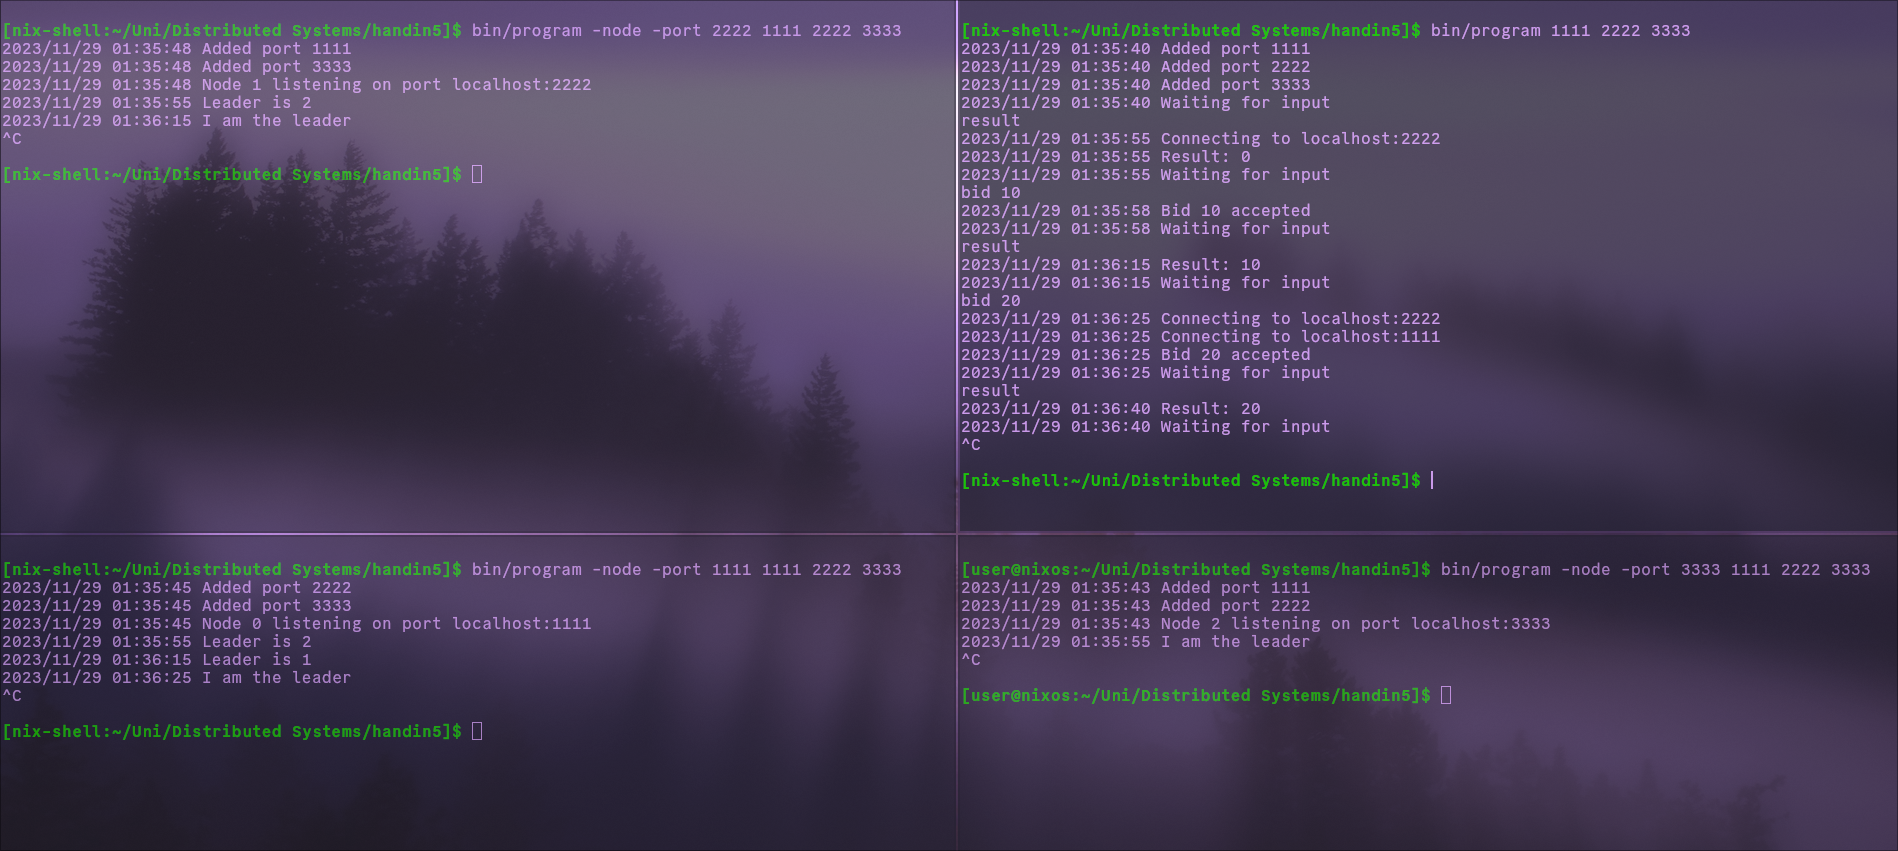 [nix-shell:~/Uni/Distributed Systems/handin5]$ bin/program -node -port 2222 1111 2222 3333
2023/11/29 01:35:48 Added port 1111
2023/11/29 01:35:48 Added port 3333
2023/11/29 01:35:48 Node 1 listening on port localhost:2222
2023/11/29 01:35:55 Leader is 2
2023/11/29 01:36:15 I am the leader
^C
[nix-shell:~/Uni/Distributed Systems/handin5]$
[nix-shell:~/Uni/Distributed Systems/handin5]$ bin/program 1111 2222 3333
2023/11/29 01:35:40 Added port 1111
2023/11/29 01:35:40 Added port 2222
2023/11/29 01:35:40 Added port 3333
2023/11/29 01:35:40 Waiting for input
result
2023/11/29 01:35:55 Connecting to localhost:2222
2023/11/29 01:35:55 Result: 0
2023/11/29 01:35:55 Waiting for input
bid 10
2023/11/29 01:35:58 Bid 10 accepted
2023/11/29 01:35:58 Waiting for input
result
2023/11/29 01:36:15 Result: 10
2023/11/29 01:36:15 Waiting for input
bid 20
2023/11/29 01:36:25 Connecting to localhost:2222
2023/11/29 01:36:25 Connecting to localhost:1111
2023/11/29 01:36:25 Bid 20 accepted
2023/11/29 01:36:25 Waiting for input
result
2023/11/29 01:36:40 Result: 20
2023/11/29 01:36:40 Waiting for input
^C
[nix-shell:~/Uni/Distributed Systems/handin5]$
[nix-shell:~/Uni/Distributed Systems/handin5]$ bin/program -node -port 1111 1111 2222 3333
2023/11/29 01:35:45 Added port 2222
2023/11/29 01:35:45 Added port 3333
2023/11/29 01:35:45 Node 0 listening on port localhost:1111
2023/11/29 01:35:55 Leader is 2
2023/11/29 01:36:15 Leader is 1
2023/11/29 01:36:25 I am the leader
^C
[nix-shell:~/Uni/Distributed Systems/handin5]$
[user@nixos:~/Uni/Distributed Systems/handin5]$ bin/program -node -port 3333 1111 2222 3333
2023/11/29 01:35:43 Added port 1111
2023/11/29 01:35:43 Added port 2222
2023/11/29 01:35:43 Node 2 listening on port localhost:3333
2023/11/29 01:35:55 I am the leader
^C
[user@nixos:~/Uni/Distributed Systems/handin5]$